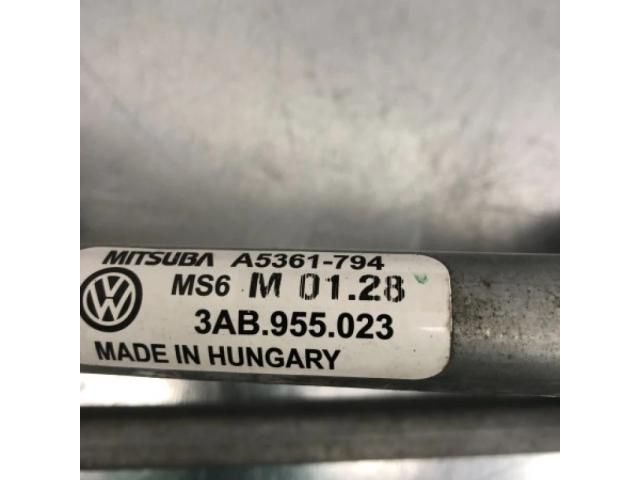 MITSUBA A5361-794
MS6 M 01.28
3AB.955.023
MADE IN HUNGARY